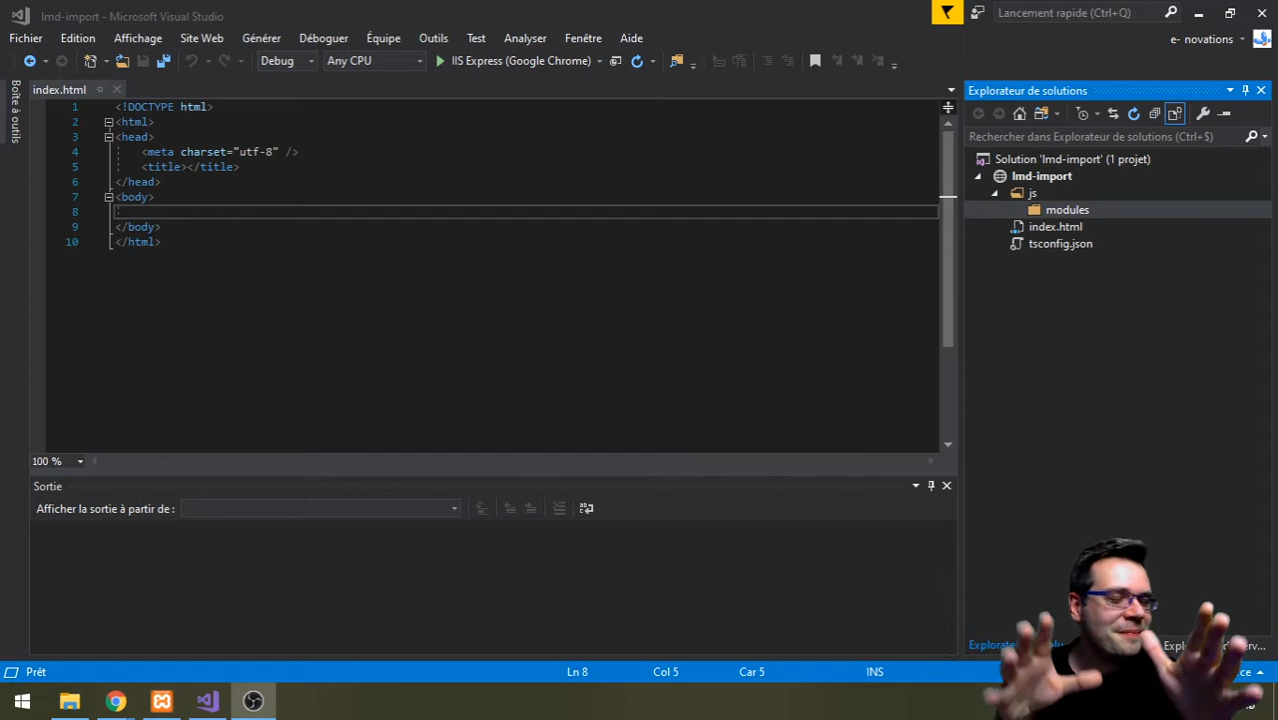 lmd-import - Microsoft Visual Studio
Lancement rapide (Ctrl+Q)
Fichier Edition Affichage Site Web Générer Déboguer Équipe Outils Test Analyser Fenêtre Aide
e- novations
Debug Any CPU IIS Express (Google Chrome)
Boîte à outils
index.html
1 <!DOCTYPE html>
2 <html>
3 <head>
4 <meta charset="utf-8" />
5 <title></title>
6 </head>
7 <body>
8
9 </body>
10 </html>
100 %
Sortie
Afficher la sortie à partir de :
Explorateur de solutions
Rechercher dans Explorateur de solutions (Ctrl+$)
Solution 'lmd-import' (1 projet)
lmd-import
js
modules
index.html
tsconfig.json
Prêt
Ln 8 Col 5 Car 5 INS